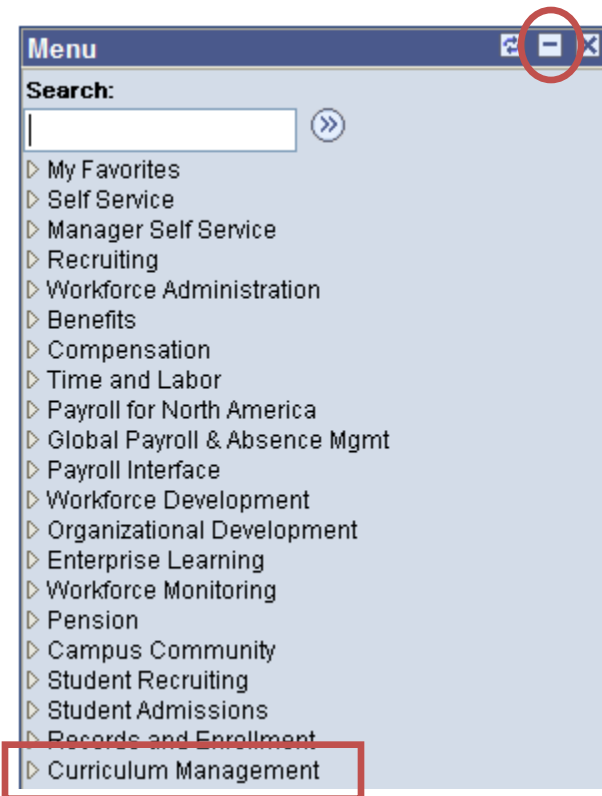 Menu
Search:
My Favorites
Self Service
Manager Self Service
Recruiting
Workforce Administration
Benefits
Compensation
Time and Labor
Payroll for North America
Global Payroll & Absence Mgmt
Payroll Interface
Workforce Development
Organizational Development
Enterprise Learning
Workforce Monitoring
Pension
Campus Community
Student Recruiting
Student Admissions
Records and Enrollment
Curriculum Management